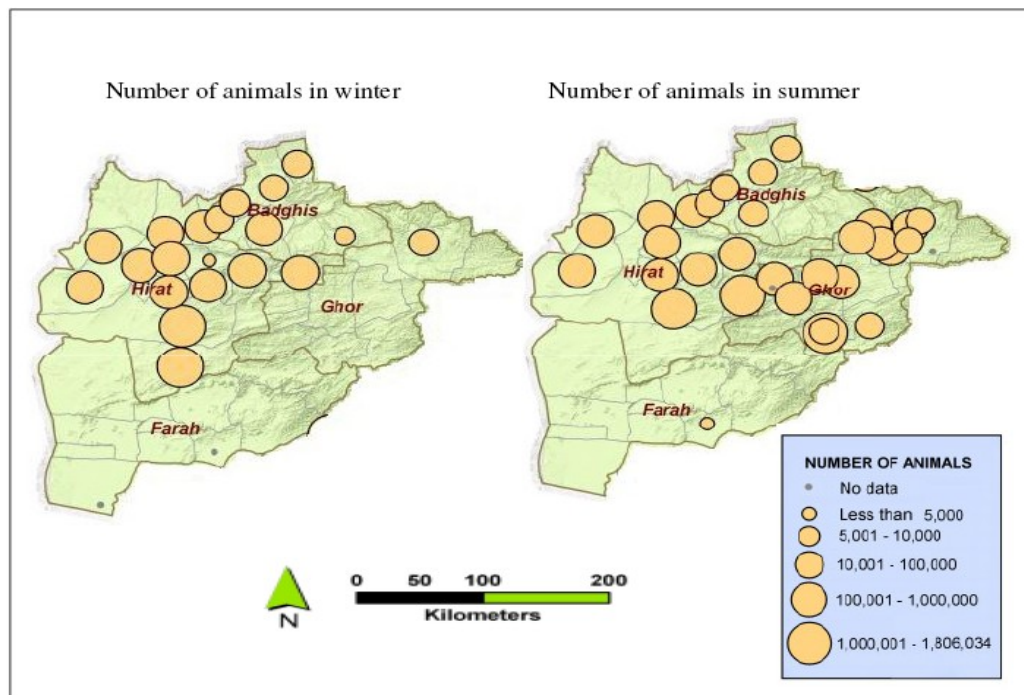 Number of animals in winter
Number of animals in summer
Badghis
Hirat
Ghor
Farah
Badghis
Hirat
Ghor
Farah
NUMBER OF ANIMALS
No data
Less than 5,000
5,001 - 10,000
10,001 - 100,000
100,001 - 1,000,000
1,000,001 - 1,806,034
0 50 100 200
Kilometers
N